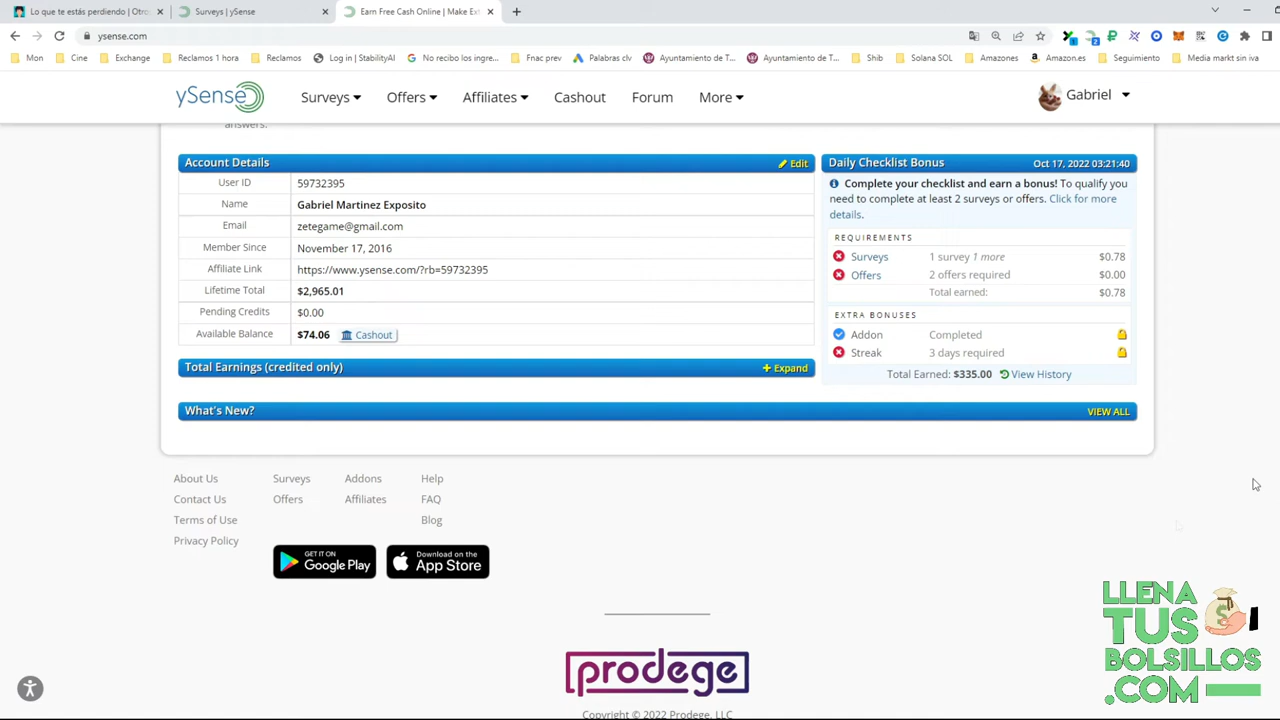 Lo que te estás perdiendo | Otro
Surveys | ySense
Earn Free Cash Online | Make Ex
ysense.com
Mon Cine Exchange Reclamos 1 hora Reclamos Log in | StabilityAI No recibo los ingre... Fnac prev Palabras clv Ayuntamiento de T... Ayuntamiento de T... Shib Solana SOL Amazones Amazon.es Seguimiento Media markt sin iva
ySense Surveys Offers Affiliates Cashout Forum More Gabriel
answers.
Account Details Edit
User ID 59732395
Name Gabriel Martinez Exposito
Email zetegame@gmail.com
Member Since November 17, 2016
Affiliate Link https://www.ysense.com/?rb=59732395
Lifetime Total $2,965.01
Pending Credits $0.00
Available Balance $74.06 Cashout
Total Earnings (credited only) + Expand
Daily Checklist Bonus Oct 17, 2022 03:21:40
Complete your checklist and earn a bonus! To qualify you
need to complete at least 2 surveys or offers. Click for more
details.
REQUIREMENTS
Surveys 1 survey 1 more $0.78
Offers 2 offers required $0.00
Total earned: $0.78
EXTRA BONUSES
Addon Completed
Streak 3 days required
Total Earned: $335.00 View History
What's New? VIEW ALL
About Us Surveys Addons Help
Contact Us Offers Affiliates FAQ
Terms of Use Blog
Privacy Policy
GET IT ON
Google Play
Download on the
App Store
LLENA
TUS
BOLSILLOS
.COM
prodege
Copyright © 2022 Prodege, LLC